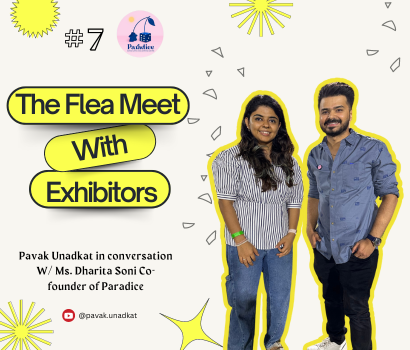 #7
Paradice
The Flea Meet
With
Exhibitors
Pavak Unadkat in conversation
W/ Ms. Dharita Soni Co-
founder of Paradice
@pavak.unadkat